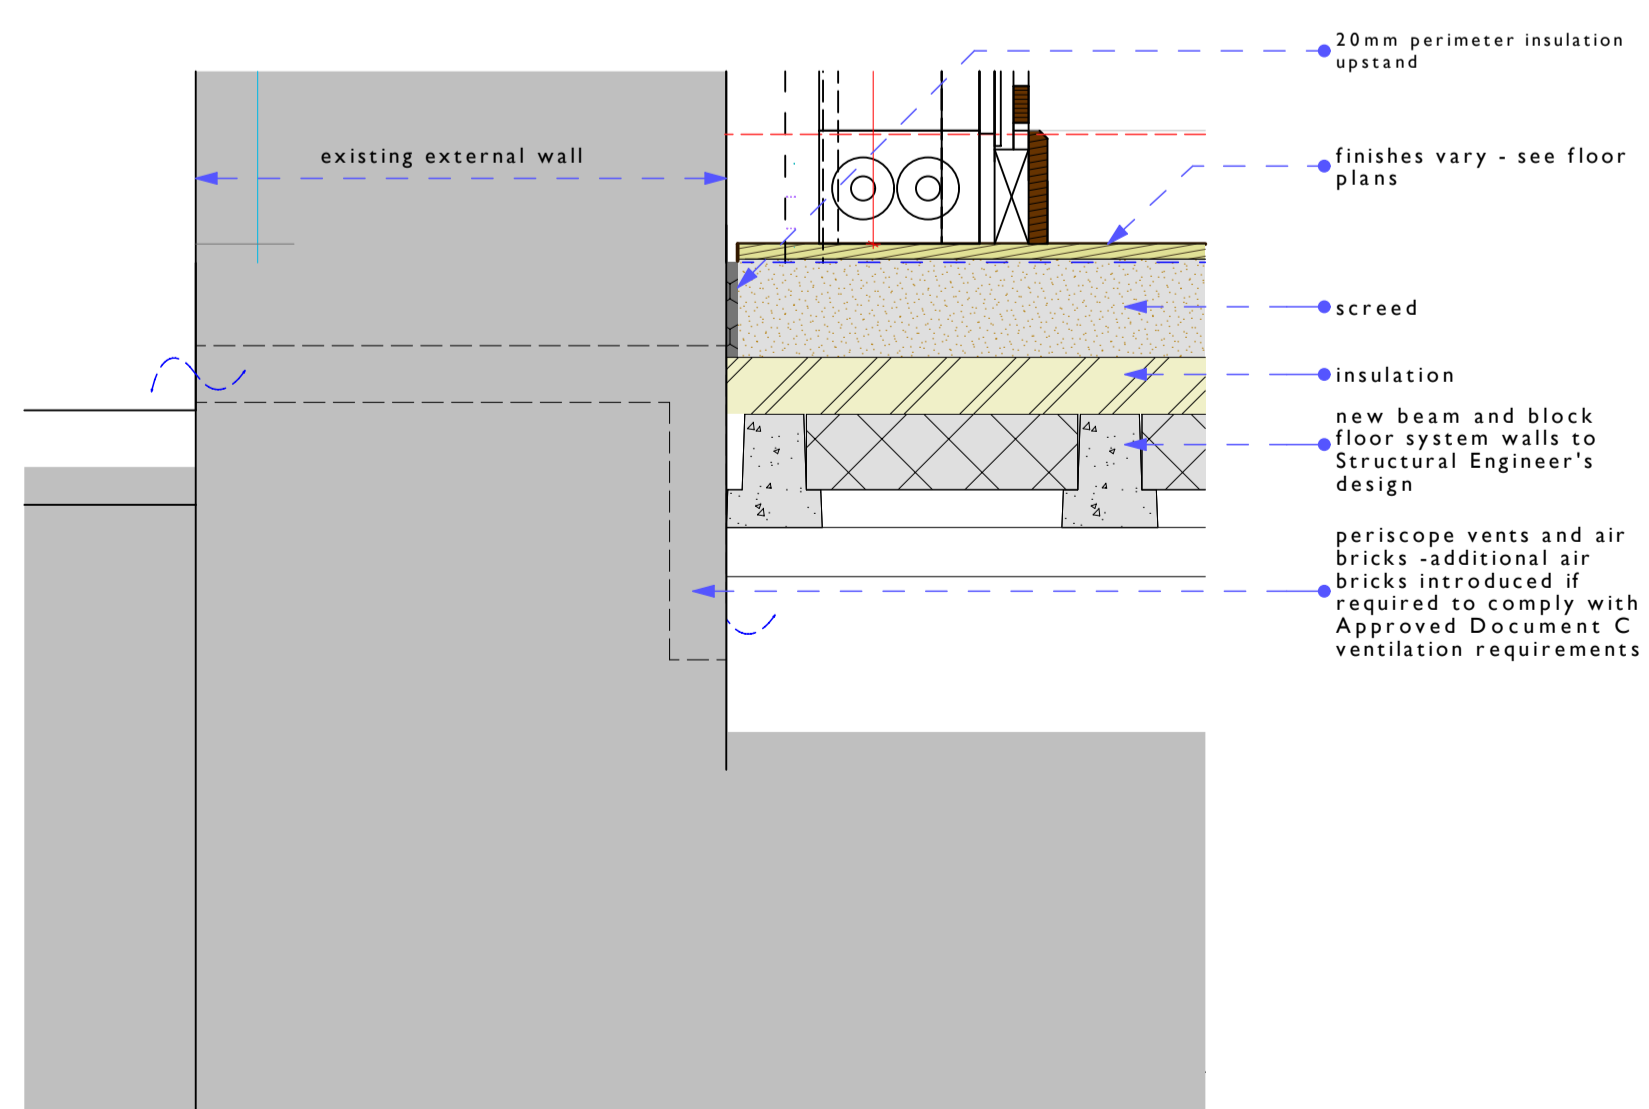 20mm perimeter insulation
upstand
existing external wall
finishes vary - see floor
plans
screed
insulation
new beam and block
floor system walls to
Structural Engineer's
design
periscope vents and air
bricks -additional air
bricks introduced if
required to comply with
Approved Document C
ventilation requirements